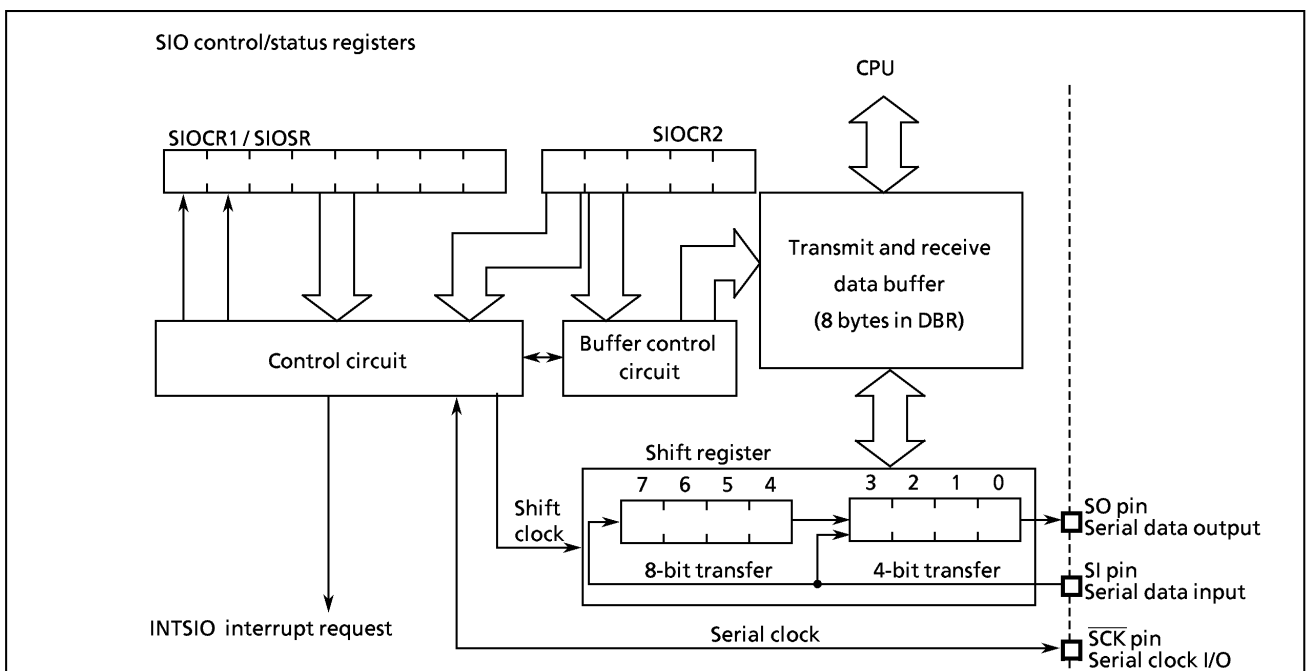 SIO control/status registers
CPU
SIOCR1 / SIOSR
SIOCR2
Transmit and receive
data buffer
(8 bytes in DBR)
Control circuit
Buffer control
circuit
Shift register
7 6 5 4 3 2 1 0
Shift
clock
8-bit transfer
4-bit transfer
SO pin
Serial data output
SI pin
Serial data input
INTSIO interrupt request
Serial clock
S̅C̅K̅ pin
Serial clock I/O